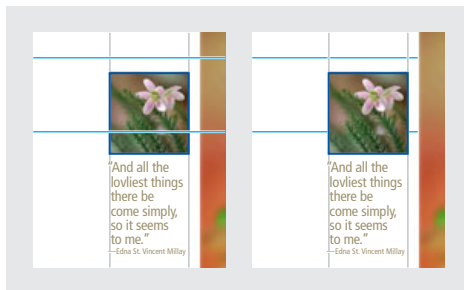 “And all the
lovliest things
there be
come simply,
so it seems
to me.”
—Edna St. Vincent Millay
“And all the
lovliest things
there be
come simply,
so it seems
to me.”
—Edna St. Vincent Millay